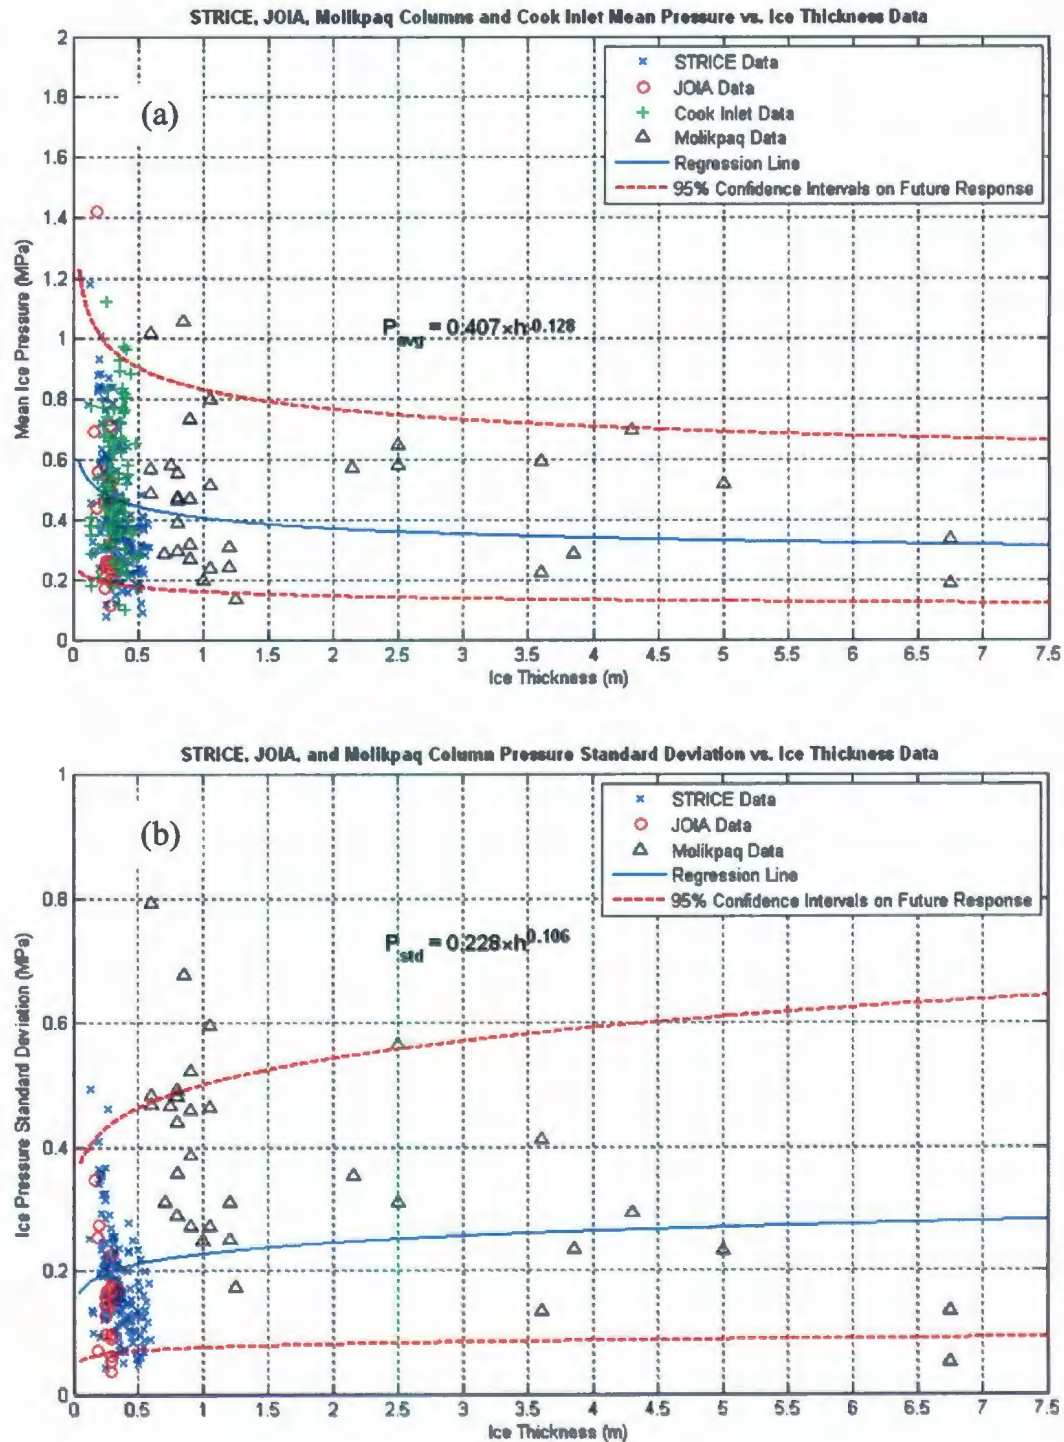 STRICE, JOIA, Molikpaq Columns and Cook Inlet Mean Pressure vs. Ice Thickness Data
2
1.8
1.6
1.4
1.2
1
0.8
0.6
0.4
0.2
0
Mean Ice Pressure (MPa)
(a)
STRICE Data
JOIA Data
Cook Inlet Data
Molikpaq Data
Regression Line
95% Confidence Intervals on Future Response
P_avg = 0.407×h^-0.128
0 0.5 1 1.5 2 2.5 3 3.5 4 4.5 5 5.5 6 6.5 7 7.5
Ice Thickness (m)
STRICE, JOIA, and Molikpaq Column Pressure Standard Deviation vs. Ice Thickness Data
1
0.8
0.6
0.4
0.2
0
Ice Pressure Standard Deviation (MPa)
(b)
STRICE Data
JOIA Data
Molikpaq Data
Regression Line
95% Confidence Intervals on Future Response
P_std = 0.228×h^0.106
0 0.5 1 1.5 2 2.5 3 3.5 4 4.5 5 5.5 6 6.5 7 7.5
Ice Thickness (m)